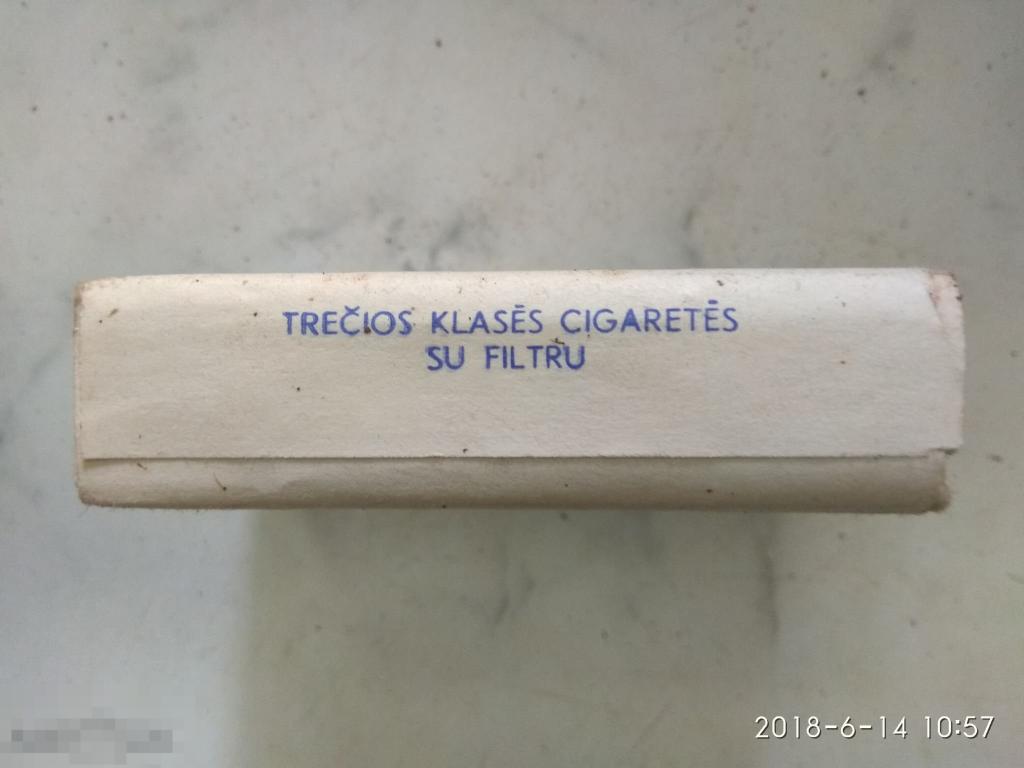 TREČIOS KLASĖS CIGARETĖS
SU FILTRU
2018-6-14 10:57